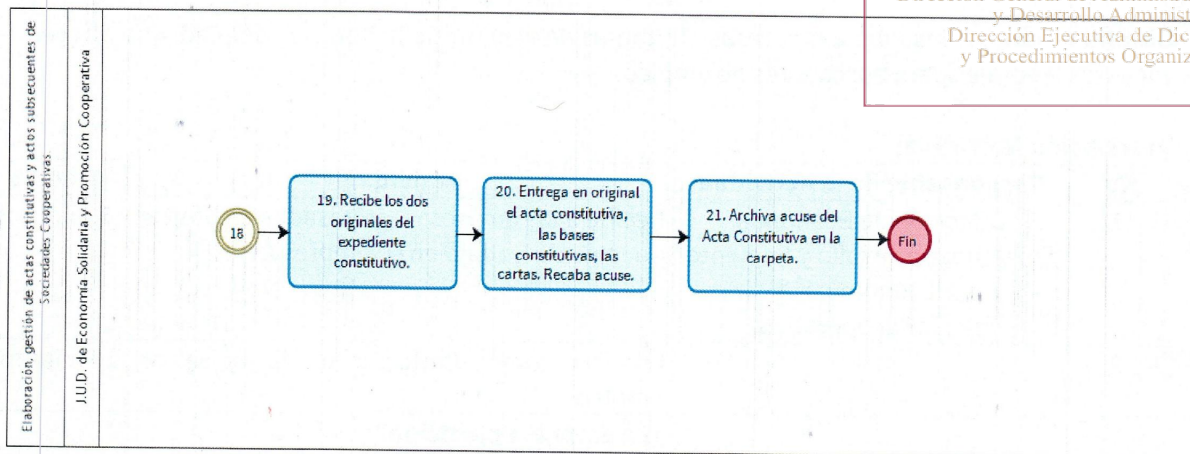 y Desarrollo Administ
Dirección Ejecutiva de Dic
y Procedimientos Organiz
Elaboración, gestión de actas constitutivas y actos subsecuentes de
Sociedades Cooperativas
J.U.D. de Economía Solidaria y Promoción Cooperativa
18
19. Recibe los dos
originales del
expediente
constitutivo.
20. Entrega en original
el acta constitutiva,
las bases
constitutivas, las
cartas. Recaba acuse.
21. Archiva acuse del
Acta Constitutiva en la
carpeta.
Fin